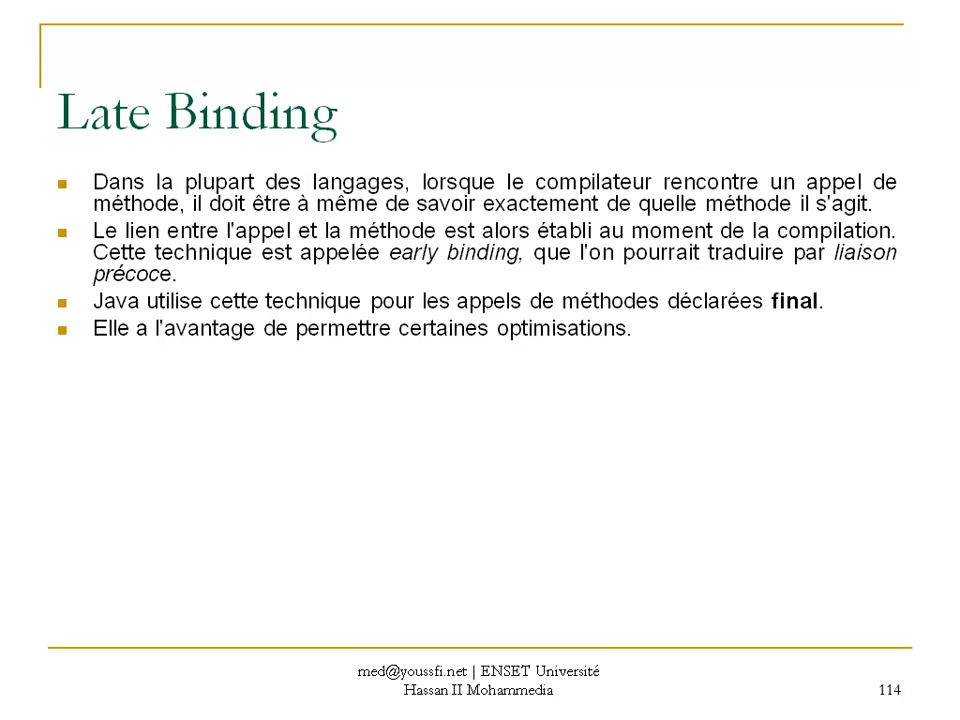 Late Binding
Dans la plupart des langages, lorsque le compilateur rencontre un appel de
méthode, il doit être à même de savoir exactement de quelle méthode il s'agit.
Le lien entre l'appel et la méthode est alors établi au moment de la compilation.
Cette technique est appelée early binding, que l'on pourrait traduire par liaison
précoce.
Java utilise cette technique pour les appels de méthodes déclarées final.
Elle a l'avantage de permettre certaines optimisations.
med@youssfi.net | ENSET Université
Hassan II Mohammedia
114